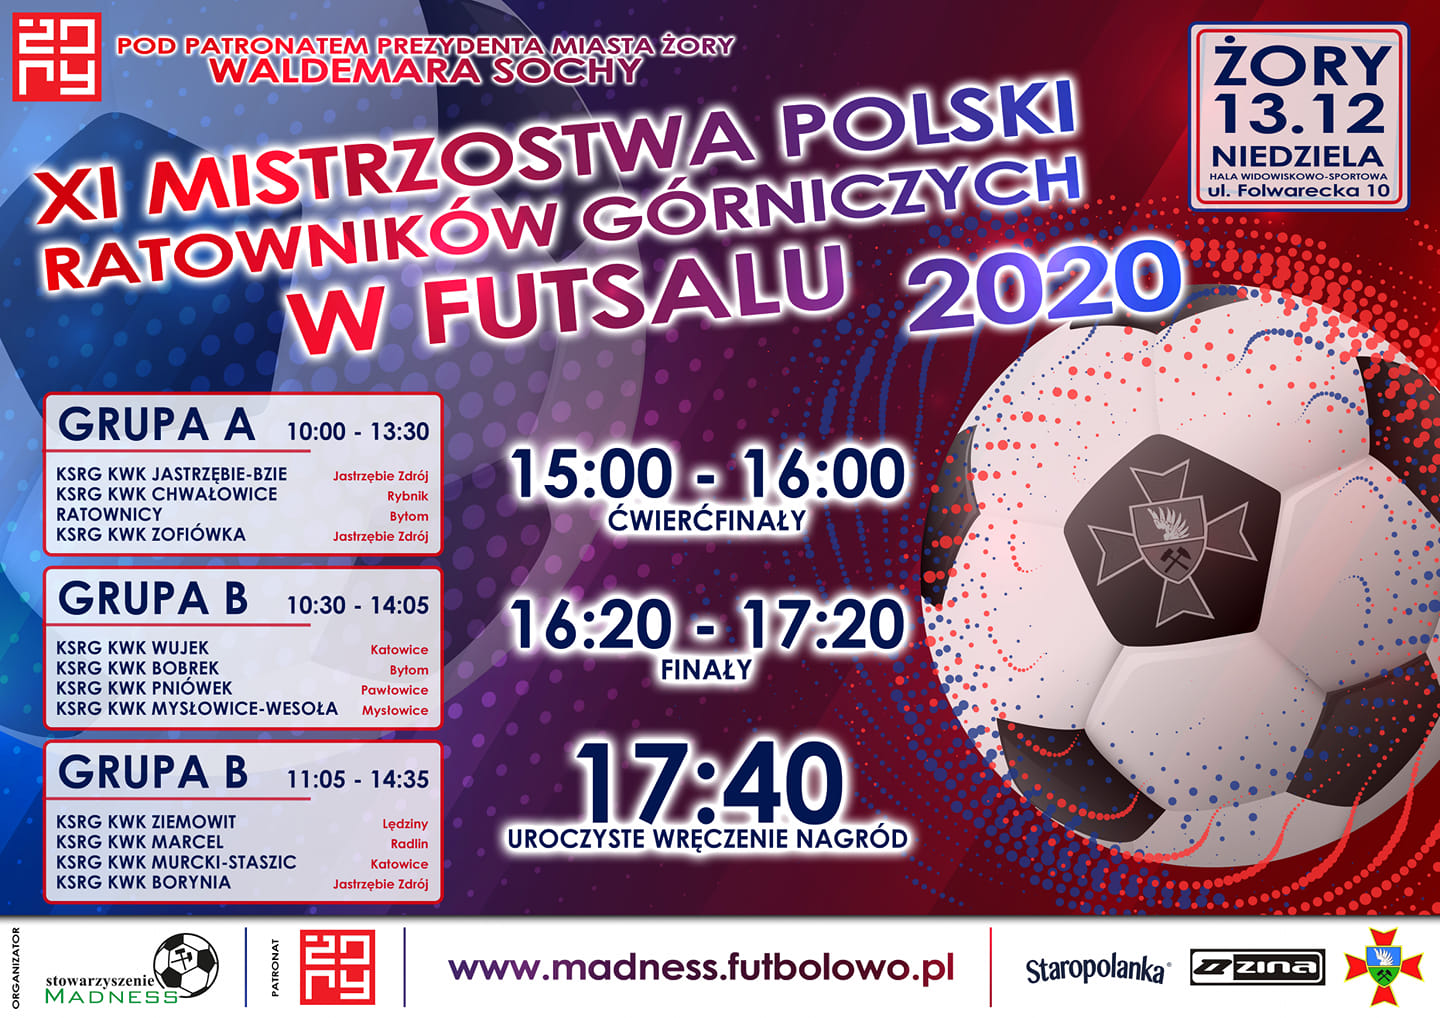 POD PATRONATEM PREZYDENTA MIASTA ŻORY
WALDEMARA SOCHY
ŻORY
13.12
NIEDZIELA
HALA WIDOWISKOWO-SPORTOWA
ul. Folwarecka 10
XI MISTRZOSTWA POLSKI
RATOWNIKÓW GÓRNICZYCH
W FUTSALU 2020
GRUPA A 10:00 - 13:30
KSRG KWK JASTRZĘBIE-BZIE Jastrzębie Zdrój
KSRG KWK CHWAŁOWICE Rybnik
RATOWNICY Bytom
KSRG KWK ZOFIÓWKA Jastrzębie Zdrój
GRUPA B 10:30 - 14:05
KSRG KWK WUJEK Katowice
KSRG KWK BOBREK Bytom
KSRG KWK PNIÓWEK Pawłowice
KSRG KWK MYSŁOWICE-WESOŁA Mysłowice
GRUPA B 11:05 - 14:35
KSRG KWK ZIEMOWIT Lędziny
KSRG KWK MARCEL Radlin
KSRG KWK MURCKI-STASZIC Katowice
KSRG KWK BORYNIA Jastrzębie Zdrój
15:00 - 16:00
ĆWIERĆFINAŁY
16:20 - 17:20
FINAŁY
17:40
UROCZYSTE WRĘCZENIE NAGRÓD
ORGANIZATOR
stowarzyszenie
MADNESS
PATRONAT
żory
www.madness.futbolowo.pl
Staropolanka®
ZINA